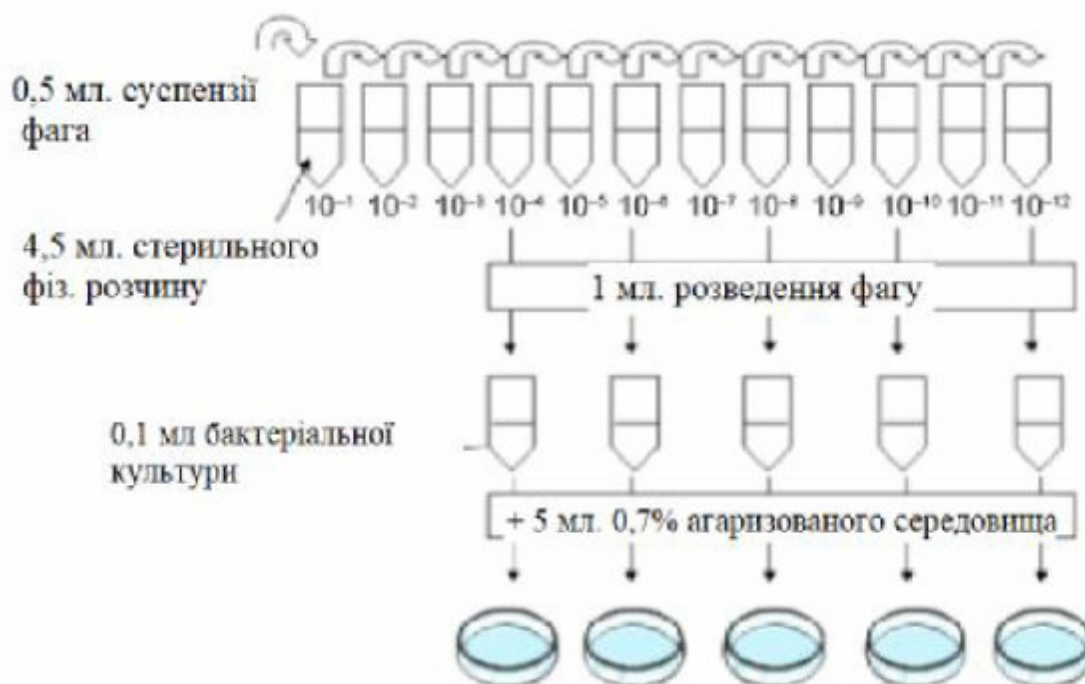 0,5 мл. суспензії
фага
10⁻¹ 10⁻² 10⁻³ 10⁻⁴ 10⁻⁵ 10⁻⁶ 10⁻⁷ 10⁻⁸ 10⁻⁹ 10⁻¹⁰ 10⁻¹¹ 10⁻¹²
4,5 мл. стерильного
фіз. розчину
1 мл. розведення фагу
0,1 мл бактеріальної
культури
+ 5 мл. 0,7% агаризованого середовища